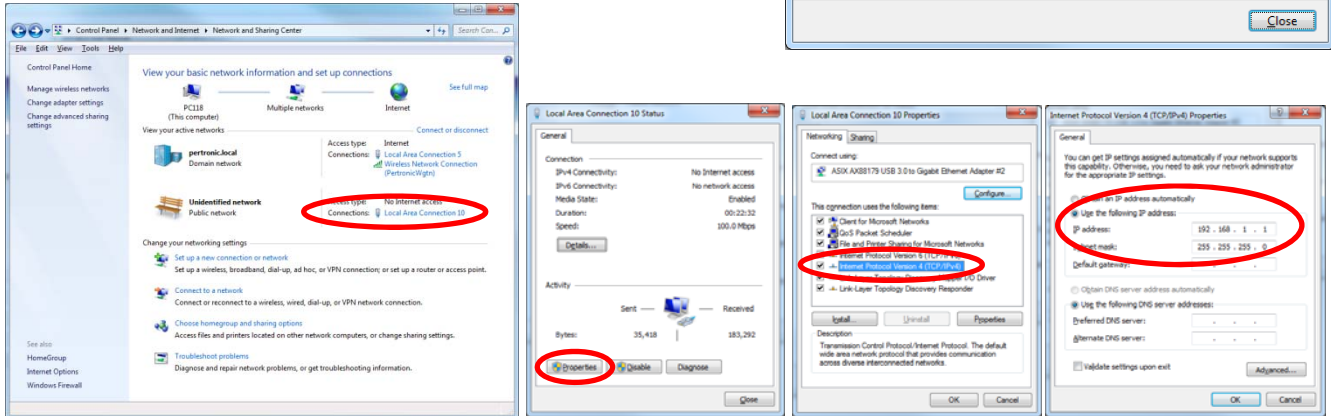 Close
Control Panel
Network and Internet
Network and Sharing Center
Search Con...
File Edit View Tools Help
Control Panel Home
Manage wireless networks
Change adapter settings
Change advanced sharing
settings
See also
HomeGroup
Internet Options
Windows Firewall
View your basic network information and set up connections
See full map
PC118
(This computer)
Multiple networks
Internet
View your active networks
Connect or disconnect
pertronic.local
Domain network
Access type: Internet
Connections: Local Area Connection 5
Wireless Network Connection
(PetronicWgtn)
Unidentified network
Public network
Access type: No Internet access
Connections: Local Area Connection 10
Change your networking settings
Set up a new connection or network
Set up a wireless, broadband, dial-up, ad hoc, or VPN connection; or set up a router or access point.
Connect to a network
Connect or reconnect to a wireless, wired, dial-up, or VPN network connection.
Choose homegroup and sharing options
Access files and printers located on other network computers, or change sharing settings.
Troubleshoot problems
Diagnose and repair network problems, or get troubleshooting information.
Local Area Connection 10 Status
General
Connection
IPv4 Connectivity: No Internet access
IPv6 Connectivity: No network access
Media State: Enabled
Duration: 00:22:32
Speed: 100.0 Mbps
Details...
Activity
Sent
Received
Bytes: 35,418 183,292
Properties
Disable
Diagnose
Close
Local Area Connection 10 Properties
Networking Sharing
Connect using:
ASIX AX88179 USB 3.0 to Gigabit Ethernet Adapter #2
Configure...
This connection uses the following items:
Client for Microsoft Networks
QoS Packet Scheduler
File and Printer Sharing for Microsoft Networks
Internet Protocol Version 6 (TCP/IPv6)
Internet Protocol Version 4 (TCP/IPv4)
I/O Driver
Link-Layer Topology Discovery Responder
Install...
Uninstall
Properties
Description
Transmission Control Protocol/Internet Protocol. The default
wide area network protocol that provides communication
across diverse interconnected networks.
OK Cancel
Internet Protocol Version 4 (TCP/IPv4) Properties
General
You can get IP settings assigned automatically if your network supports
this capability. Otherwise, you need to ask your network administrator
for the appropriate IP settings.
Obtain an IP address automatically
Use the following IP address:
IP address: 192 . 168 . 1 . 1
Subnet mask: 255 . 255 . 255 . 0
Default gateway:
Obtain DNS server address automatically
Use the following DNS server addresses:
Preferred DNS server:
Alternate DNS server:
Validate settings upon exit
Advanced...
OK Cancel